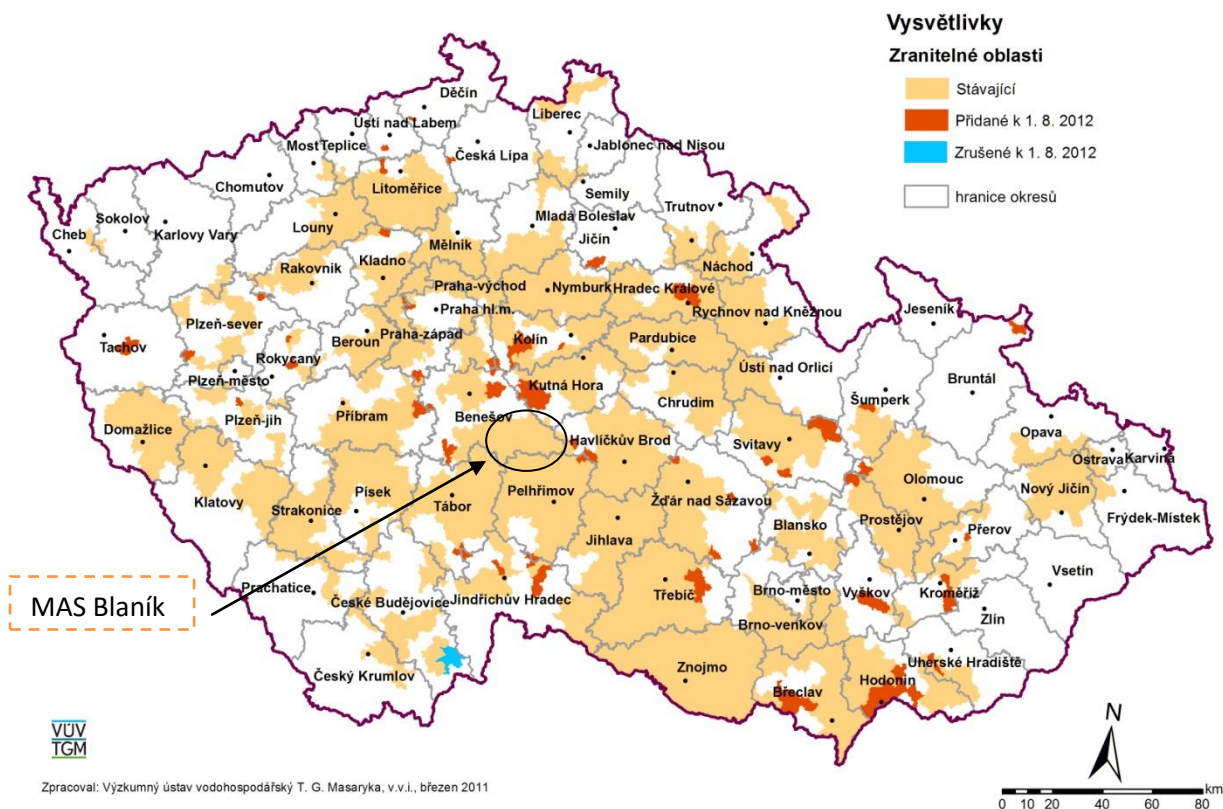 Vysvětlivky
Zranitelné oblasti
Stávající
Přidané k 1. 8. 2012
Zrušené k 1. 8. 2012
hranice okresů
Děčín
Liberec
Ústí nad Labem
Most
Teplice
Česká Lípa
Jablonec nad Nisou
Chomutov
Litoměřice
Semily
Trutnov
Sokolov
Cheb
Karlovy Vary
Louny
Mladá Boleslav
Jičín
Mělník
Rakovník
Kladno
Náchod
Praha-východ
Nymburk
Hradec Králové
Plzeň-sever
Praha hl.m.
Rychnov nad Kněžnou
Jeseník
Tachov
Rokycany
Beroun
Praha-západ
Kolín
Pardubice
Plzeň-město
Ústí nad Orlicí
Bruntál
Kutná Hora
Šumperk
Plzeň-jih
Příbram
Benešov
Chrudim
Domažlice
Havlíčkův Brod
Svitavy
Opava
Ostrava
Karviná
Klatovy
Písek
Olomouc
Nový Jičín
Strakonice
Tábor
Pelhřimov
Žďár nad Sázavou
Frýdek-Místek
Jihlava
Blansko
Prostějov
Přerov
Vsetín
MAS Blaník
Prachatice
České Budějovice
Jindřichův Hradec
Třebíč
Brno-město
Vyškov
Kroměříž
Zlín
Brno-venkov
Český Krumlov
Znojmo
Uherské Hradiště
Hodonín
Břeclav
VÚV
TGM
N
Zpracoval: Výzkumný ústav vodohospodářský T. G. Masaryka, v.v.i., březen 2011
km
0 10 20 40 60 80